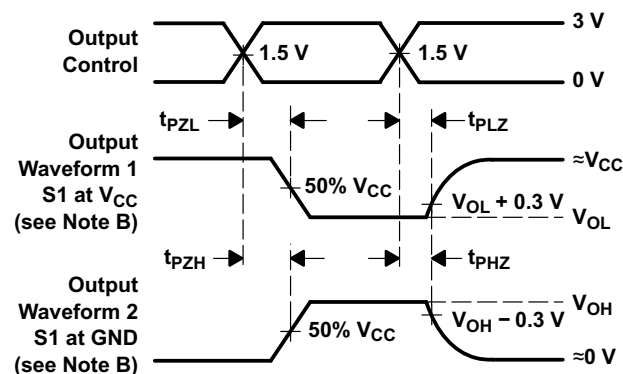 Output
Control
3 V
1.5 V
1.5 V
0 V
tPZL
tPLZ
Output
Waveform 1
S1 at VCC
(see Note B)
≈VCC
50% VCC
VOL + 0.3 V
VOL
tPZH
tPHZ
Output
Waveform 2
S1 at GND
(see Note B)
VOH
50% VCC
VOH − 0.3 V
≈0 V